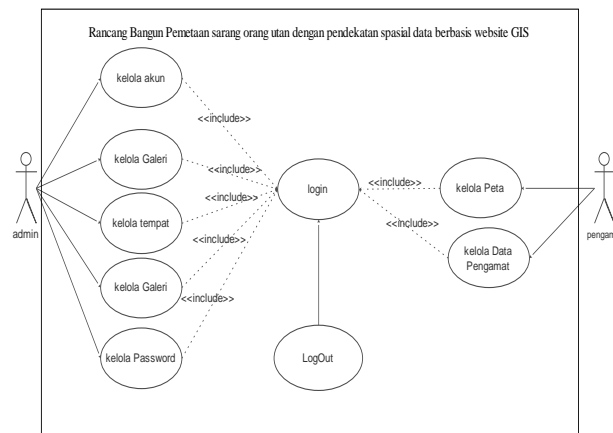 Rancang Bangun Pemetaan sarang orang utan dengan pendekatan spasial data berbasis website GIS
kelola akun
<<include>>
kelola Galeri
<<include>>
kelola tempat
<<include>>
kelola Galeri
<<include>>
kelola Password
<<include>>
admin
login
LogOut
<<include>>
kelola Peta
<<include>>
kelola Data
Pengamat